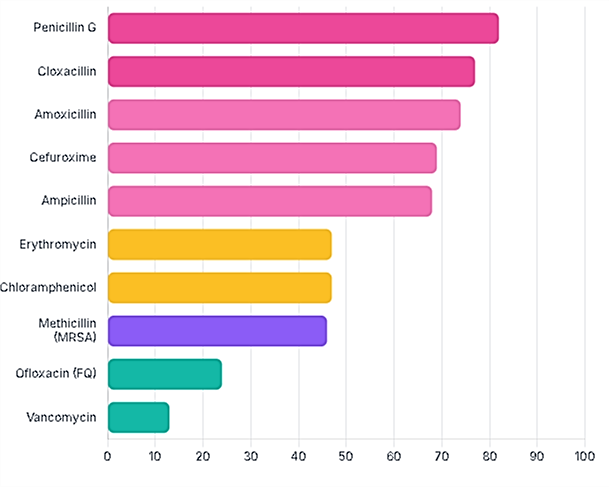 Penicillin G
Cloxacillin
Amoxicillin
Cefuroxime
Ampicillin
Erythromycin
Chloramphenicol
Methicillin
(MRSA)
Ofloxacin (FQ)
Vancomycin
0 10 20 30 40 50 60 70 80 90 100